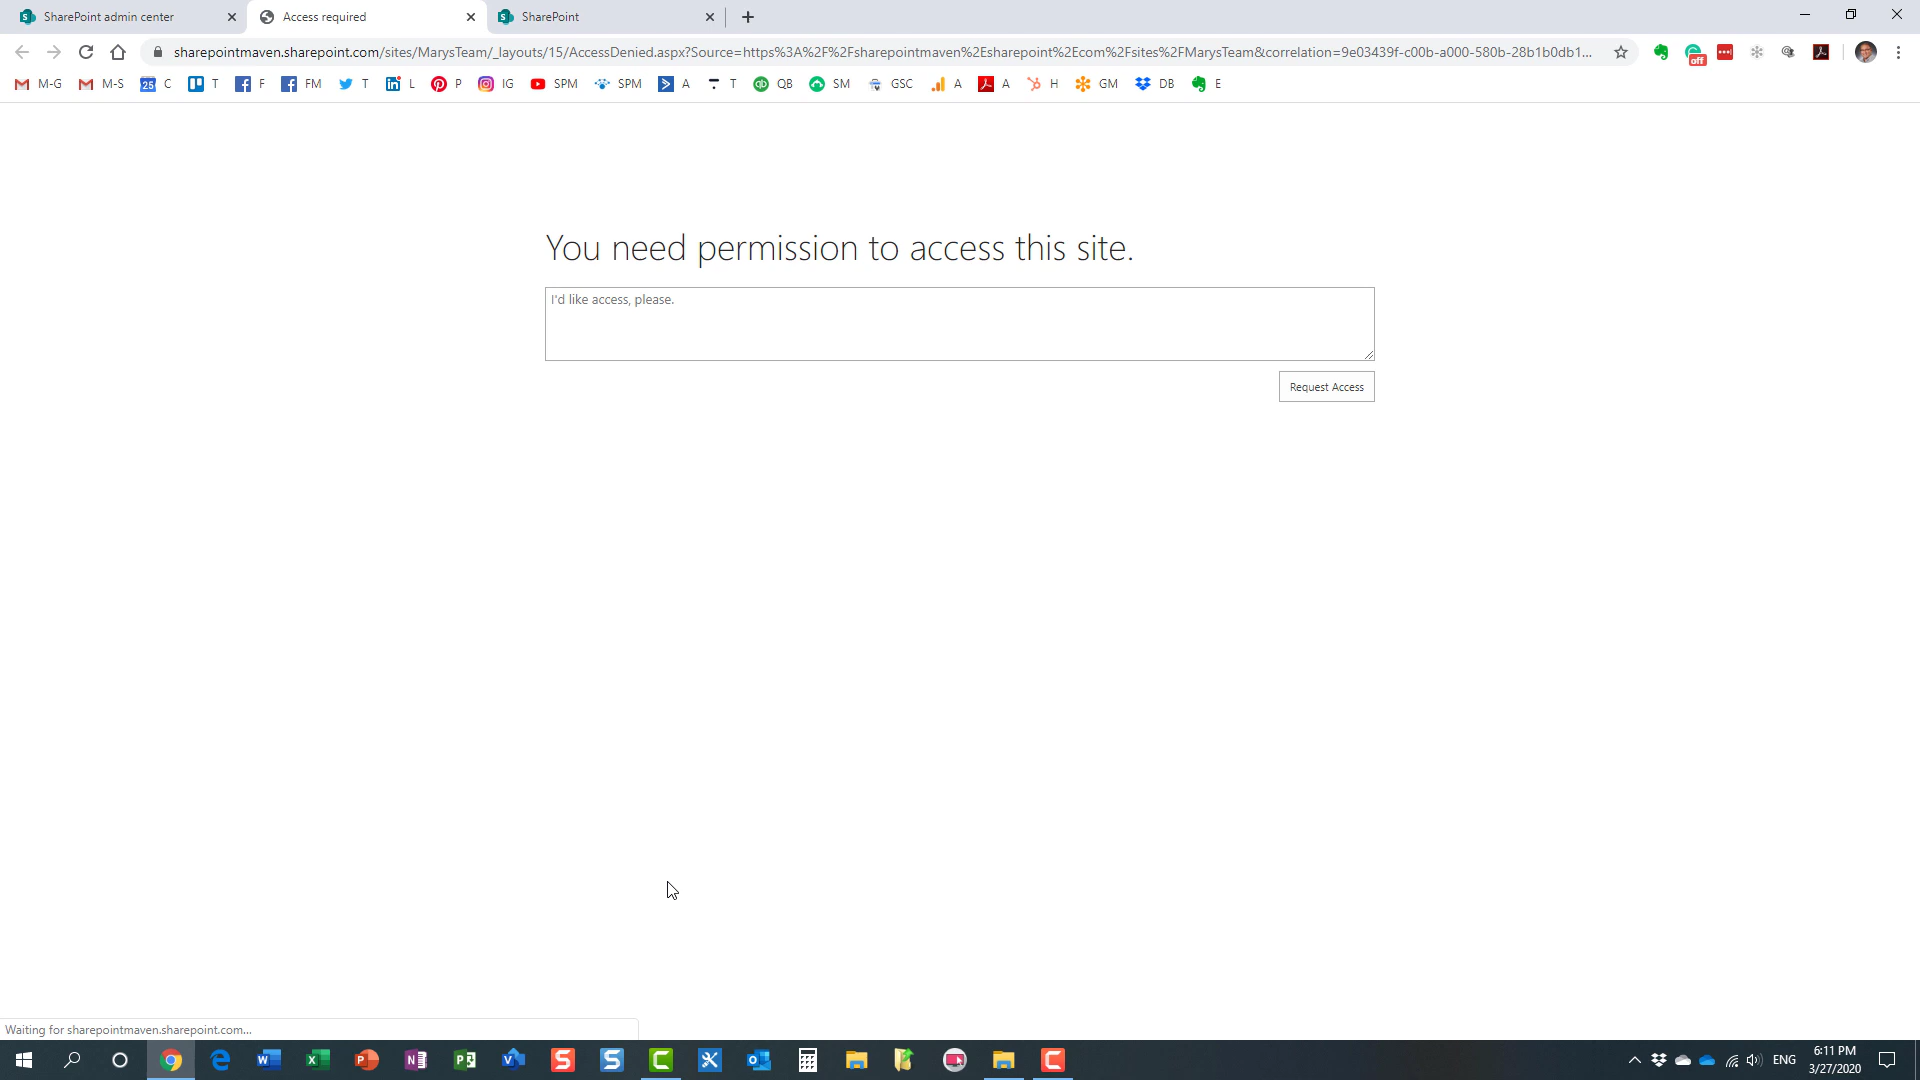 SharePoint admin center
Access required
SharePoint
sharepointmaven.sharepoint.com/sites/MarysTeam/_layouts/15/AccessDenied.aspx?Source=https%3A%2F%2Fsharepointmaven%2Esharepoint%2Ecom%2Fsites%2FMarysTeam&correlation=9e03439f-c00b-a000-580b-28b1b0db1...
off
M-G M-S 25 C T F FM T L P IG SPM SPM A T QB SM GSC A A H GM DB E
You need permission to access this site.
I'd like access, please.
Request Access
Waiting for sharepointmaven.sharepoint.com...
ENG
6:11 PM
3/27/2020